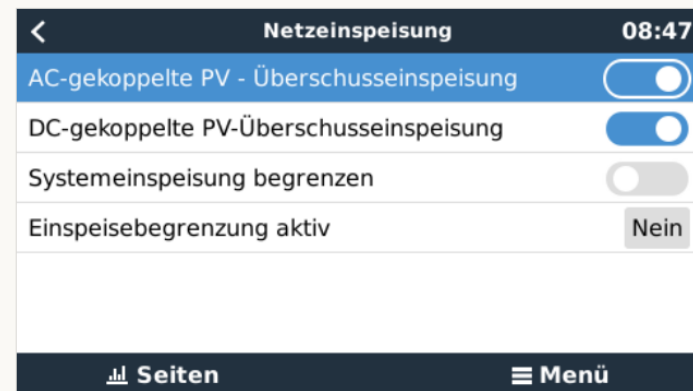 Netzeinspeisung 08:47
AC-gekoppelte PV - Überschusseinspeisung
DC-gekoppelte PV-Überschusseinspeisung
Systemeinspeisung begrenzen
Einspeisebegrenzung aktiv Nein
Seiten Menü